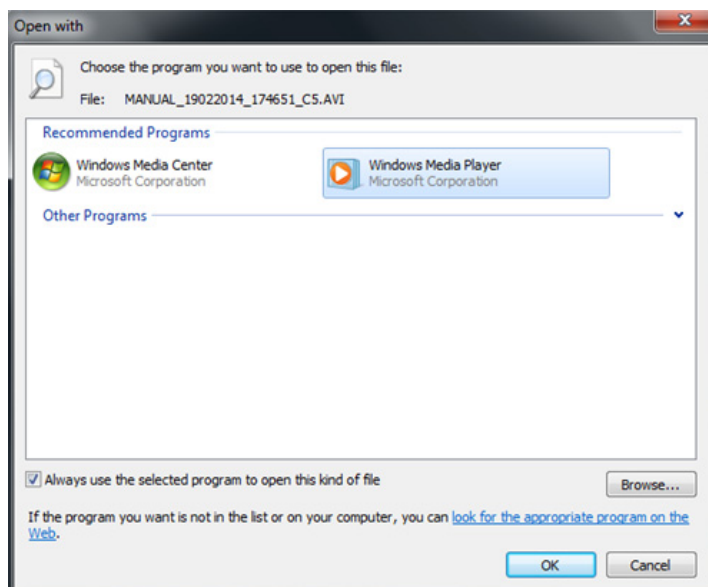 Open with
Choose the program you want to use to open this file:
File: MANUAL_19022014_174651_C5.AVI
Recommended Programs
Windows Media Center
Microsoft Corporation
Windows Media Player
Microsoft Corporation
Other Programs
Always use the selected program to open this kind of file
Browse...
If the program you want is not in the list or on your computer, you can look for the appropriate program on the
Web.
OK
Cancel